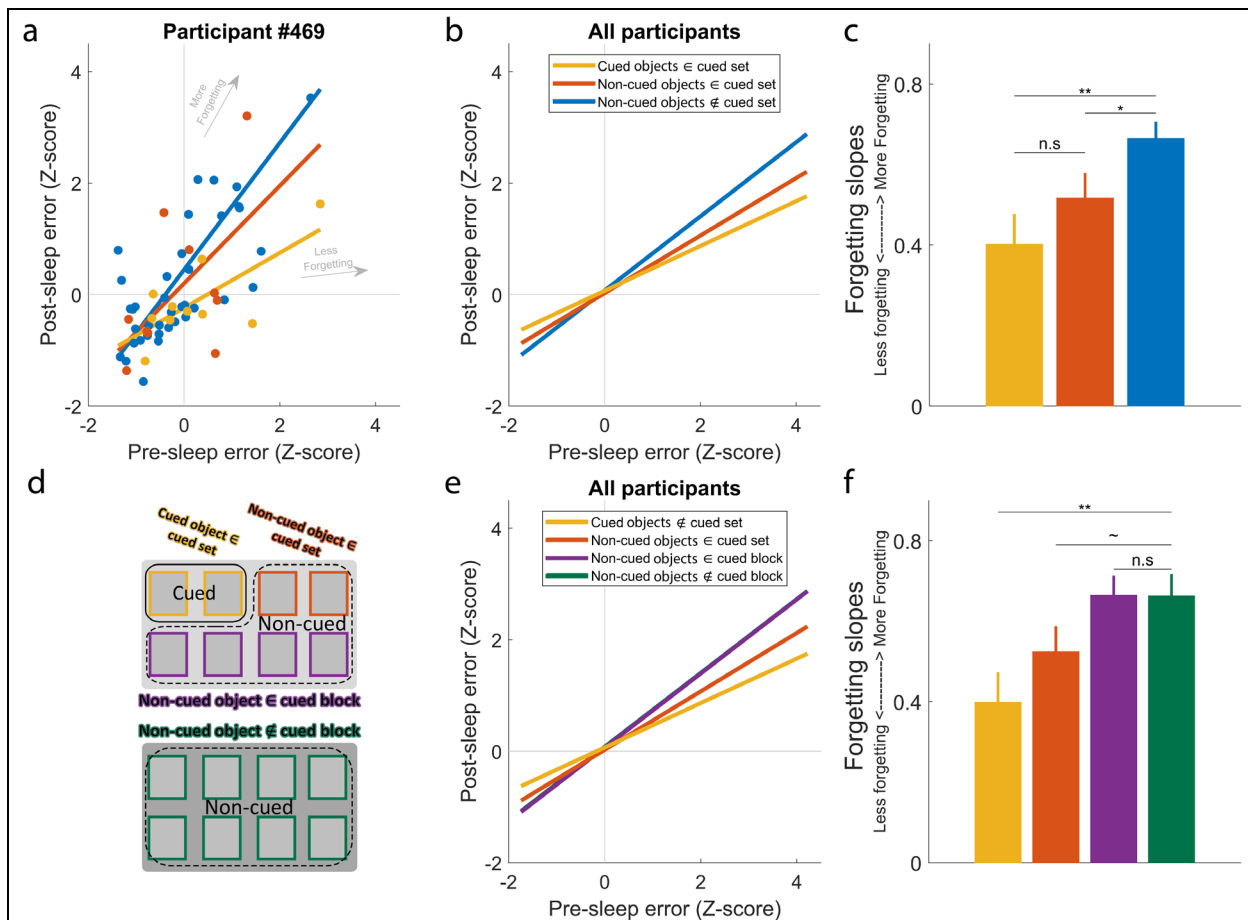 a
Participant #469
4
2
0
-2
-2
0
2
4
Post-sleep error (Z-score)
Pre-sleep error (Z-score)
More
Forgetting
Less
Forgetting
b
All participants
Cued objects ∈ cued set
Non-cued objects ∈ cued set
Non-cued objects ∉ cued set
4
2
0
-2
-2
0
2
4
Post-sleep error (Z-score)
Pre-sleep error (Z-score)
c
0.8
0.4
0
Forgetting slopes
Less forgetting <----------> More Forgetting
**
*
n.s
d
Cued object ∈
cued set
Non-cued object ∈
cued set
Cued
Non-cued
Non-cued object ∈ cued block
Non-cued object ∉ cued block
Non-cued
e
All participants
Cued objects ∉ cued set
Non-cued objects ∈ cued set
Non-cued objects ∈ cued block
Non-cued objects ∉ cued block
4
2
0
-2
-2
0
2
4
Post-sleep error (Z-score)
Pre-sleep error (Z-score)
f
0.8
0.4
0
Forgetting slopes
Less forgetting <----------> More Forgetting
**
~
n.s